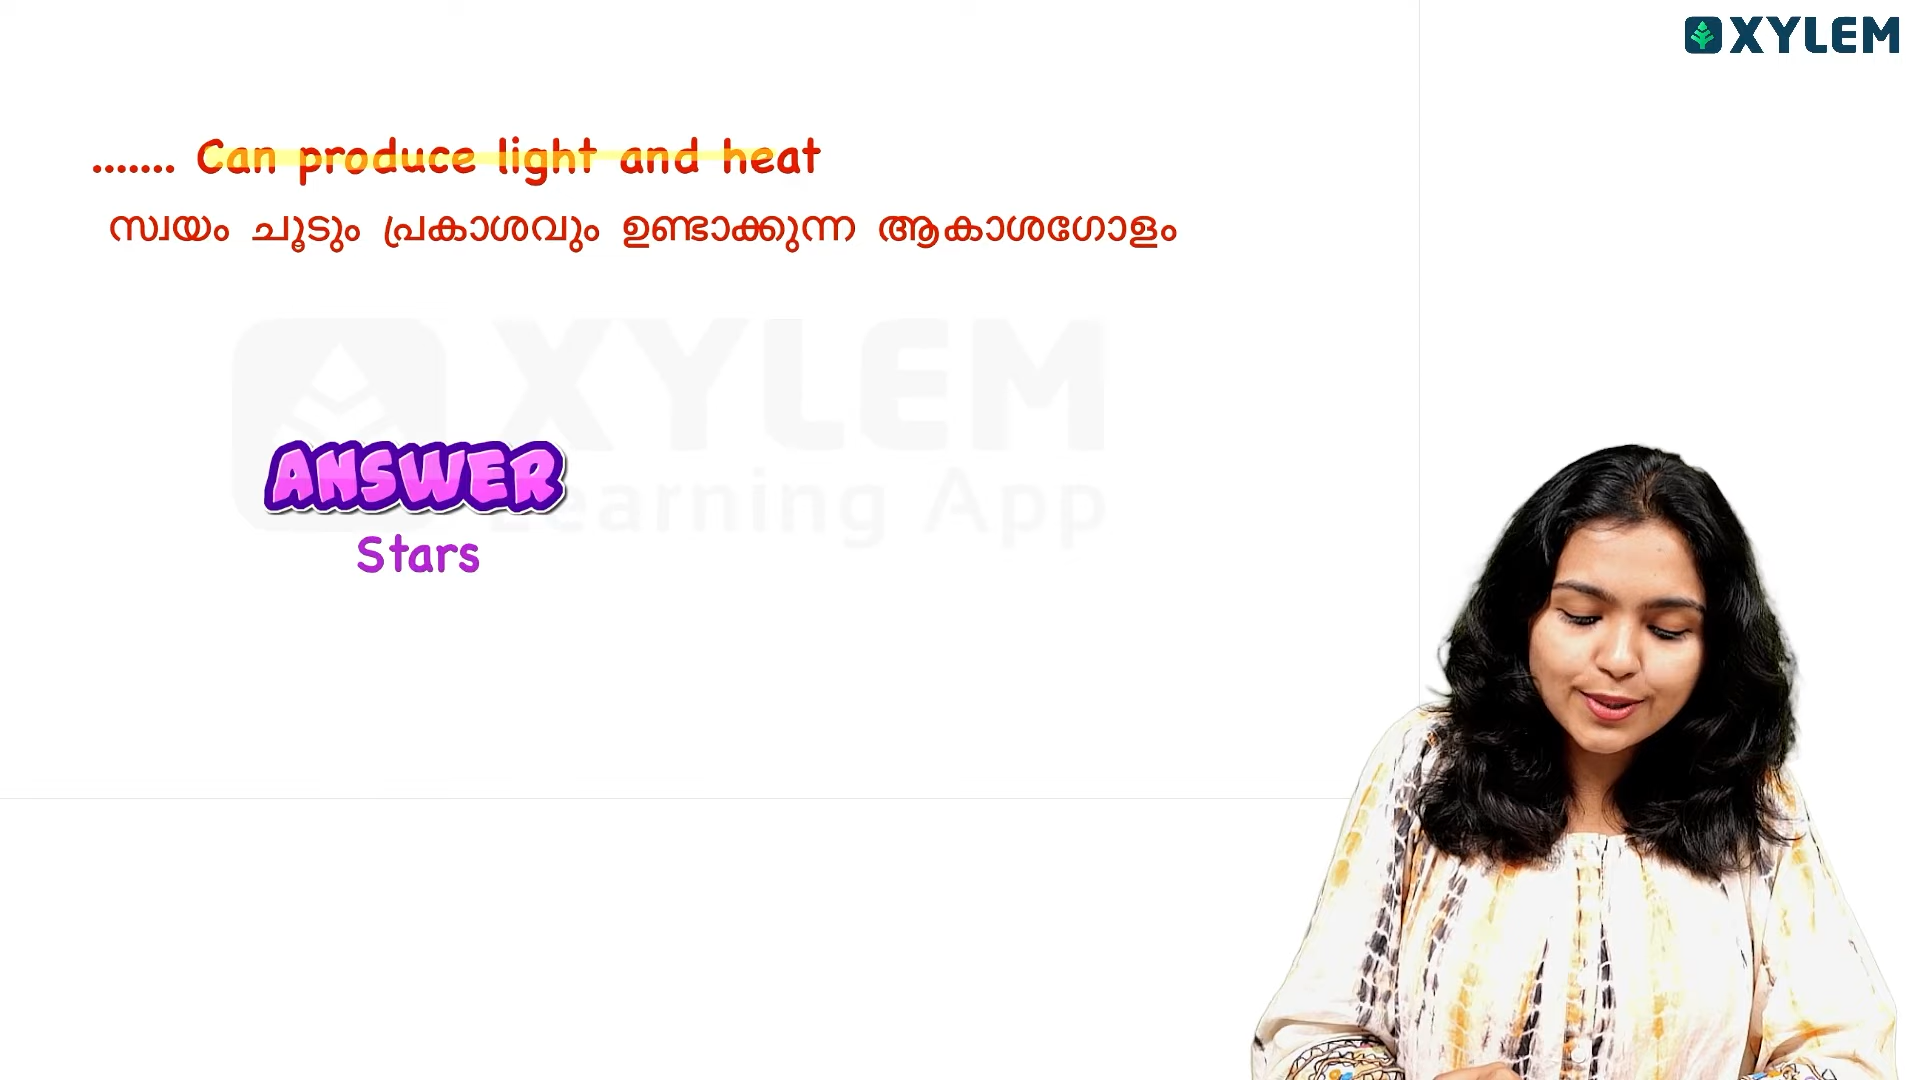 XYLEM
....... Can produce light and heat
സ്വയം ചൂടും പ്രകാശവും ഉണ്ടാക്കുന്ന ആകാശഗോളം
XYLEM
Learning App
ANSWER
Stars